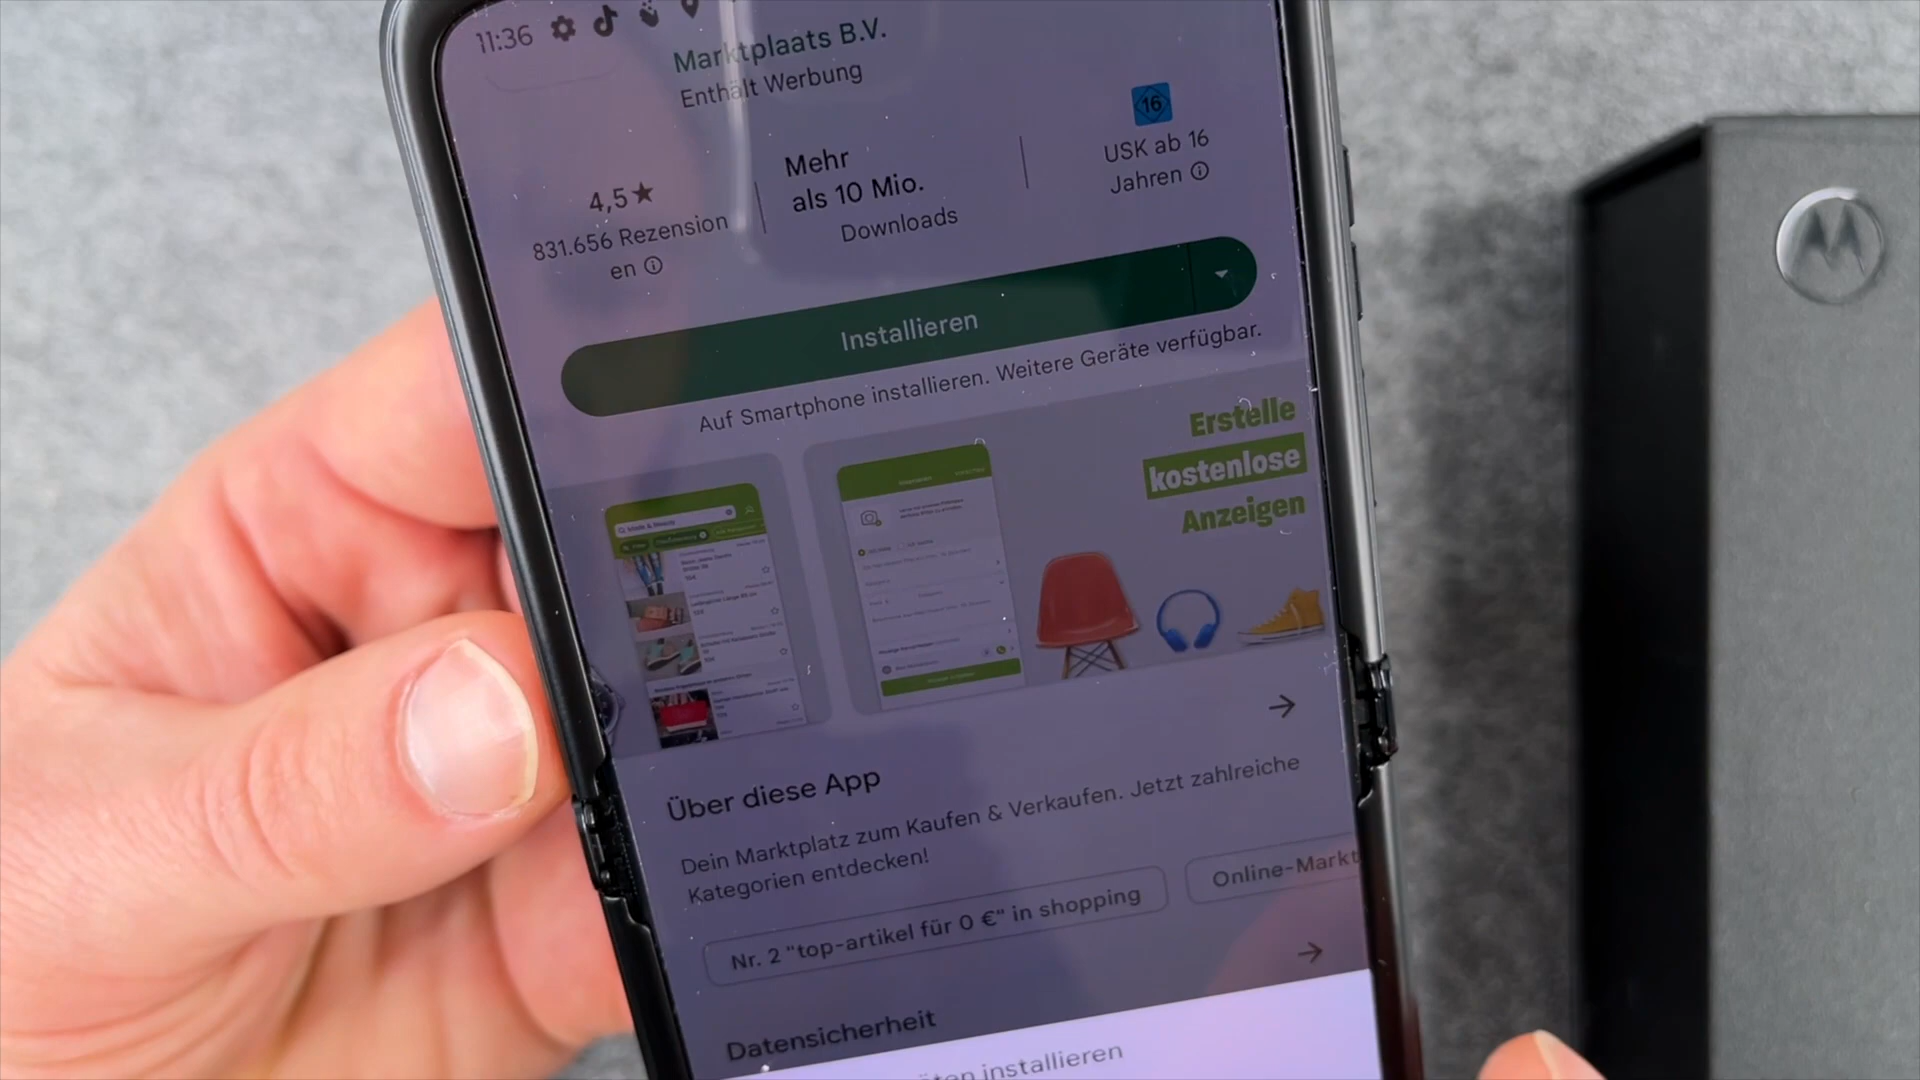 11:36
Marktplaats B.V.
Enthält Werbung
4,5★
831.656 Rezension
en
Mehr
als 10 Mio.
Downloads
16
USK ab 16
Jahren
Installieren
Auf Smartphone installieren. Weitere Geräte verfügbar.
Erstelle
kostenlose
Anzeigen
Über diese App
Dein Marktplatz zum Kaufen & Verkaufen. Jetzt zahlreiche
Kategorien entdecken!
Nr. 2 "top-artikel für 0 €" in shopping
Online-Markt
Datensicherheit
installieren